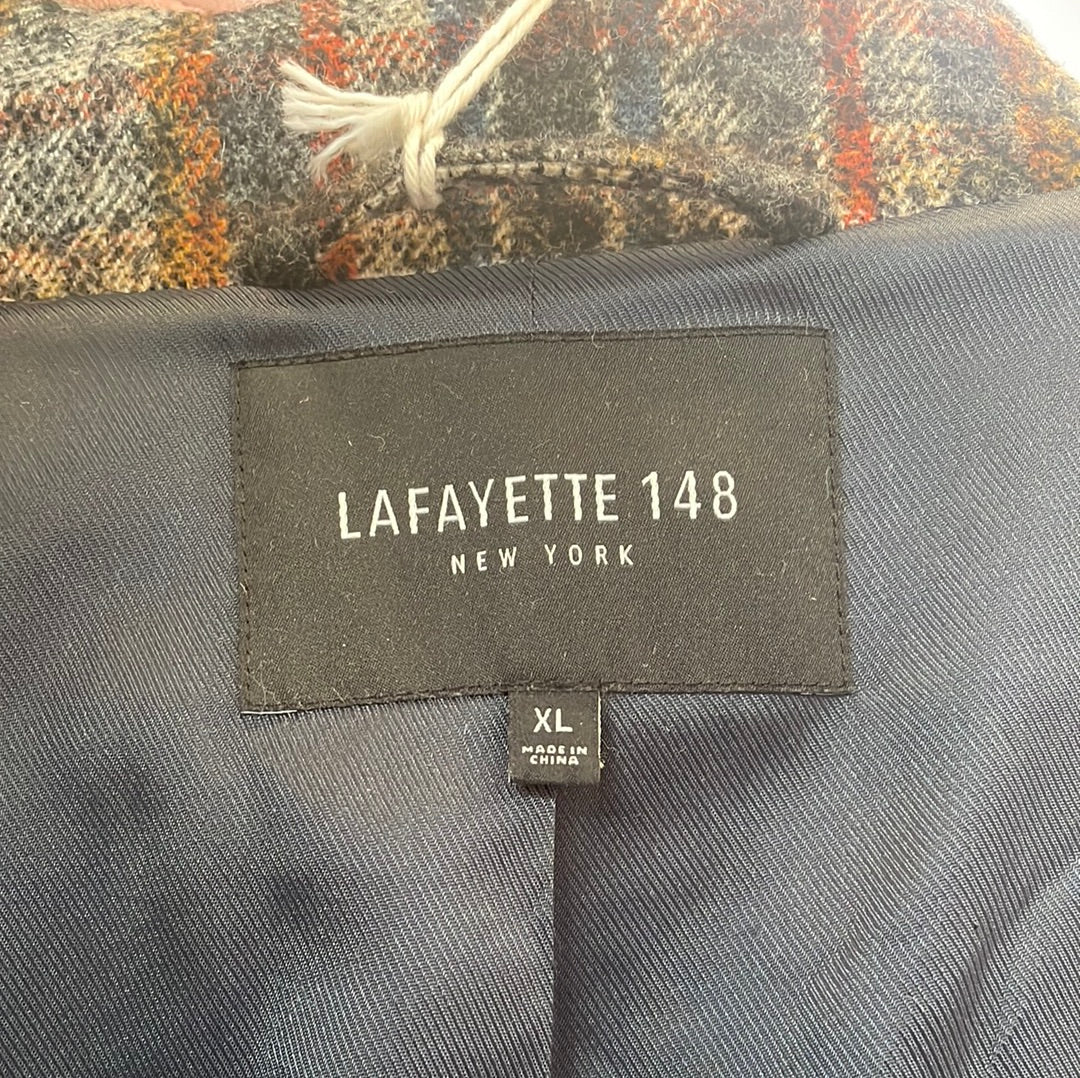 LAFAYETTE 148
NEW YORK
XL
MADE IN
CHINA